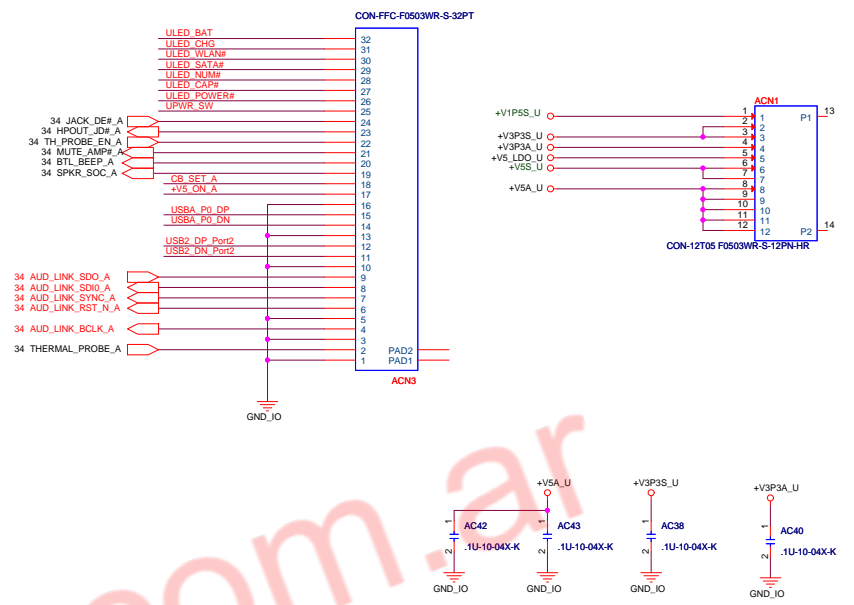 CON-FFC-F0503WR-S-32PT
ULED_BAT 32
ULED_CHG 31
ULED_WLAN# 30
ULED_SATA# 29
ULED_NUM# 28
ULED_CAP# 27
ULED_POWER# 26
UPWR_SW 25
34 JACK_DE#_A 24
34 HPOUT_JD#_A 23
34 TH_PROBE_EN_A 22
34 MUTE_AMP#_A 21
34 BTL_BEEP_A 20
34 SPKR_SOC_A 19
CB_SET_A 18
+V5_ON_A 17
16
USBA_P0_DP 15
USBA_P0_DN 14
13
USB2_DP_Port2 12
USB2_DN_Port2 11
10
34 AUD_LINK_SDO_A 9
34 AUD_LINK_SDI0_A 8
34 AUD_LINK_SYNC_A 7
34 AUD_LINK_RST_N_A 6
5
34 AUD_LINK_BCLK_A 4
3
34 THERMAL_PROBE_A 2 PAD2
1 PAD1
ACN3
GND_IO
ACN1
+V1P5S_U 1 1 P1 13
2 2
+V3P3S_U 3 3
+V3P3A_U 4 4
+V5_LDO_U 5 5
+V5S_U 6 6
7 7
+V5A_U 8 8
9 9
10 10
11 11
12 12 P2 14
CON-12T05 F0503WR-S-12PN-HR
+V5A_U
+V3P3S_U
+V3P3A_U
1 AC42 1 AC43 1 AC38 1 AC40
2 .1U-10-04X-K 2 .1U-10-04X-K 2 .1U-10-04X-K 2 .1U-10-04X-K
GND_IO GND_IO GND_IO GND_IO
com.ar